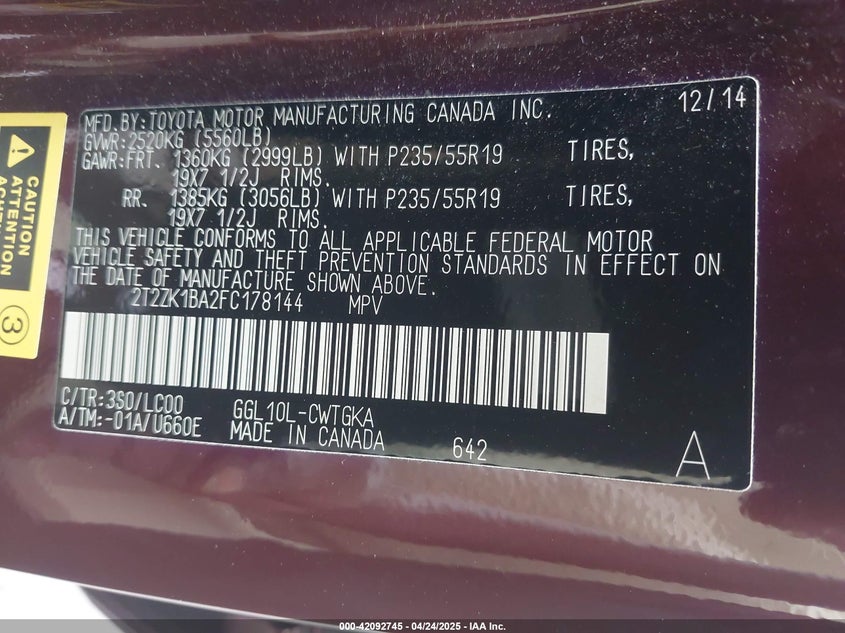 MFD. BY: TOYOTA MOTOR MANUFACTURING CANADA INC. 12/14
GVWR: 2520KG (5560LB)
GAWR: FRT. 1360KG (2999LB) WITH P235/55R19 TIRES,
19X7 1/2J RIMS.
RR. 1385KG (3056LB) WITH P235/55R19 TIRES,
19X7 1/2J RIMS.
THIS VEHICLE CONFORMS TO ALL APPLICABLE FEDERAL MOTOR
VEHICLE SAFETY AND THEFT PREVENTION STANDARDS IN EFFECT ON
THE DATE OF MANUFACTURE SHOWN ABOVE.
2T2ZK1BA2FC178144 MPV
C/TR: 3S0/LC00 GGL10L-CWTGKA
A/TM: -01A/U660E MADE IN CANADA 642 A
CAUTION
ATTENTION
3
000-42092745 - 04/24/2025 - IAA Inc.